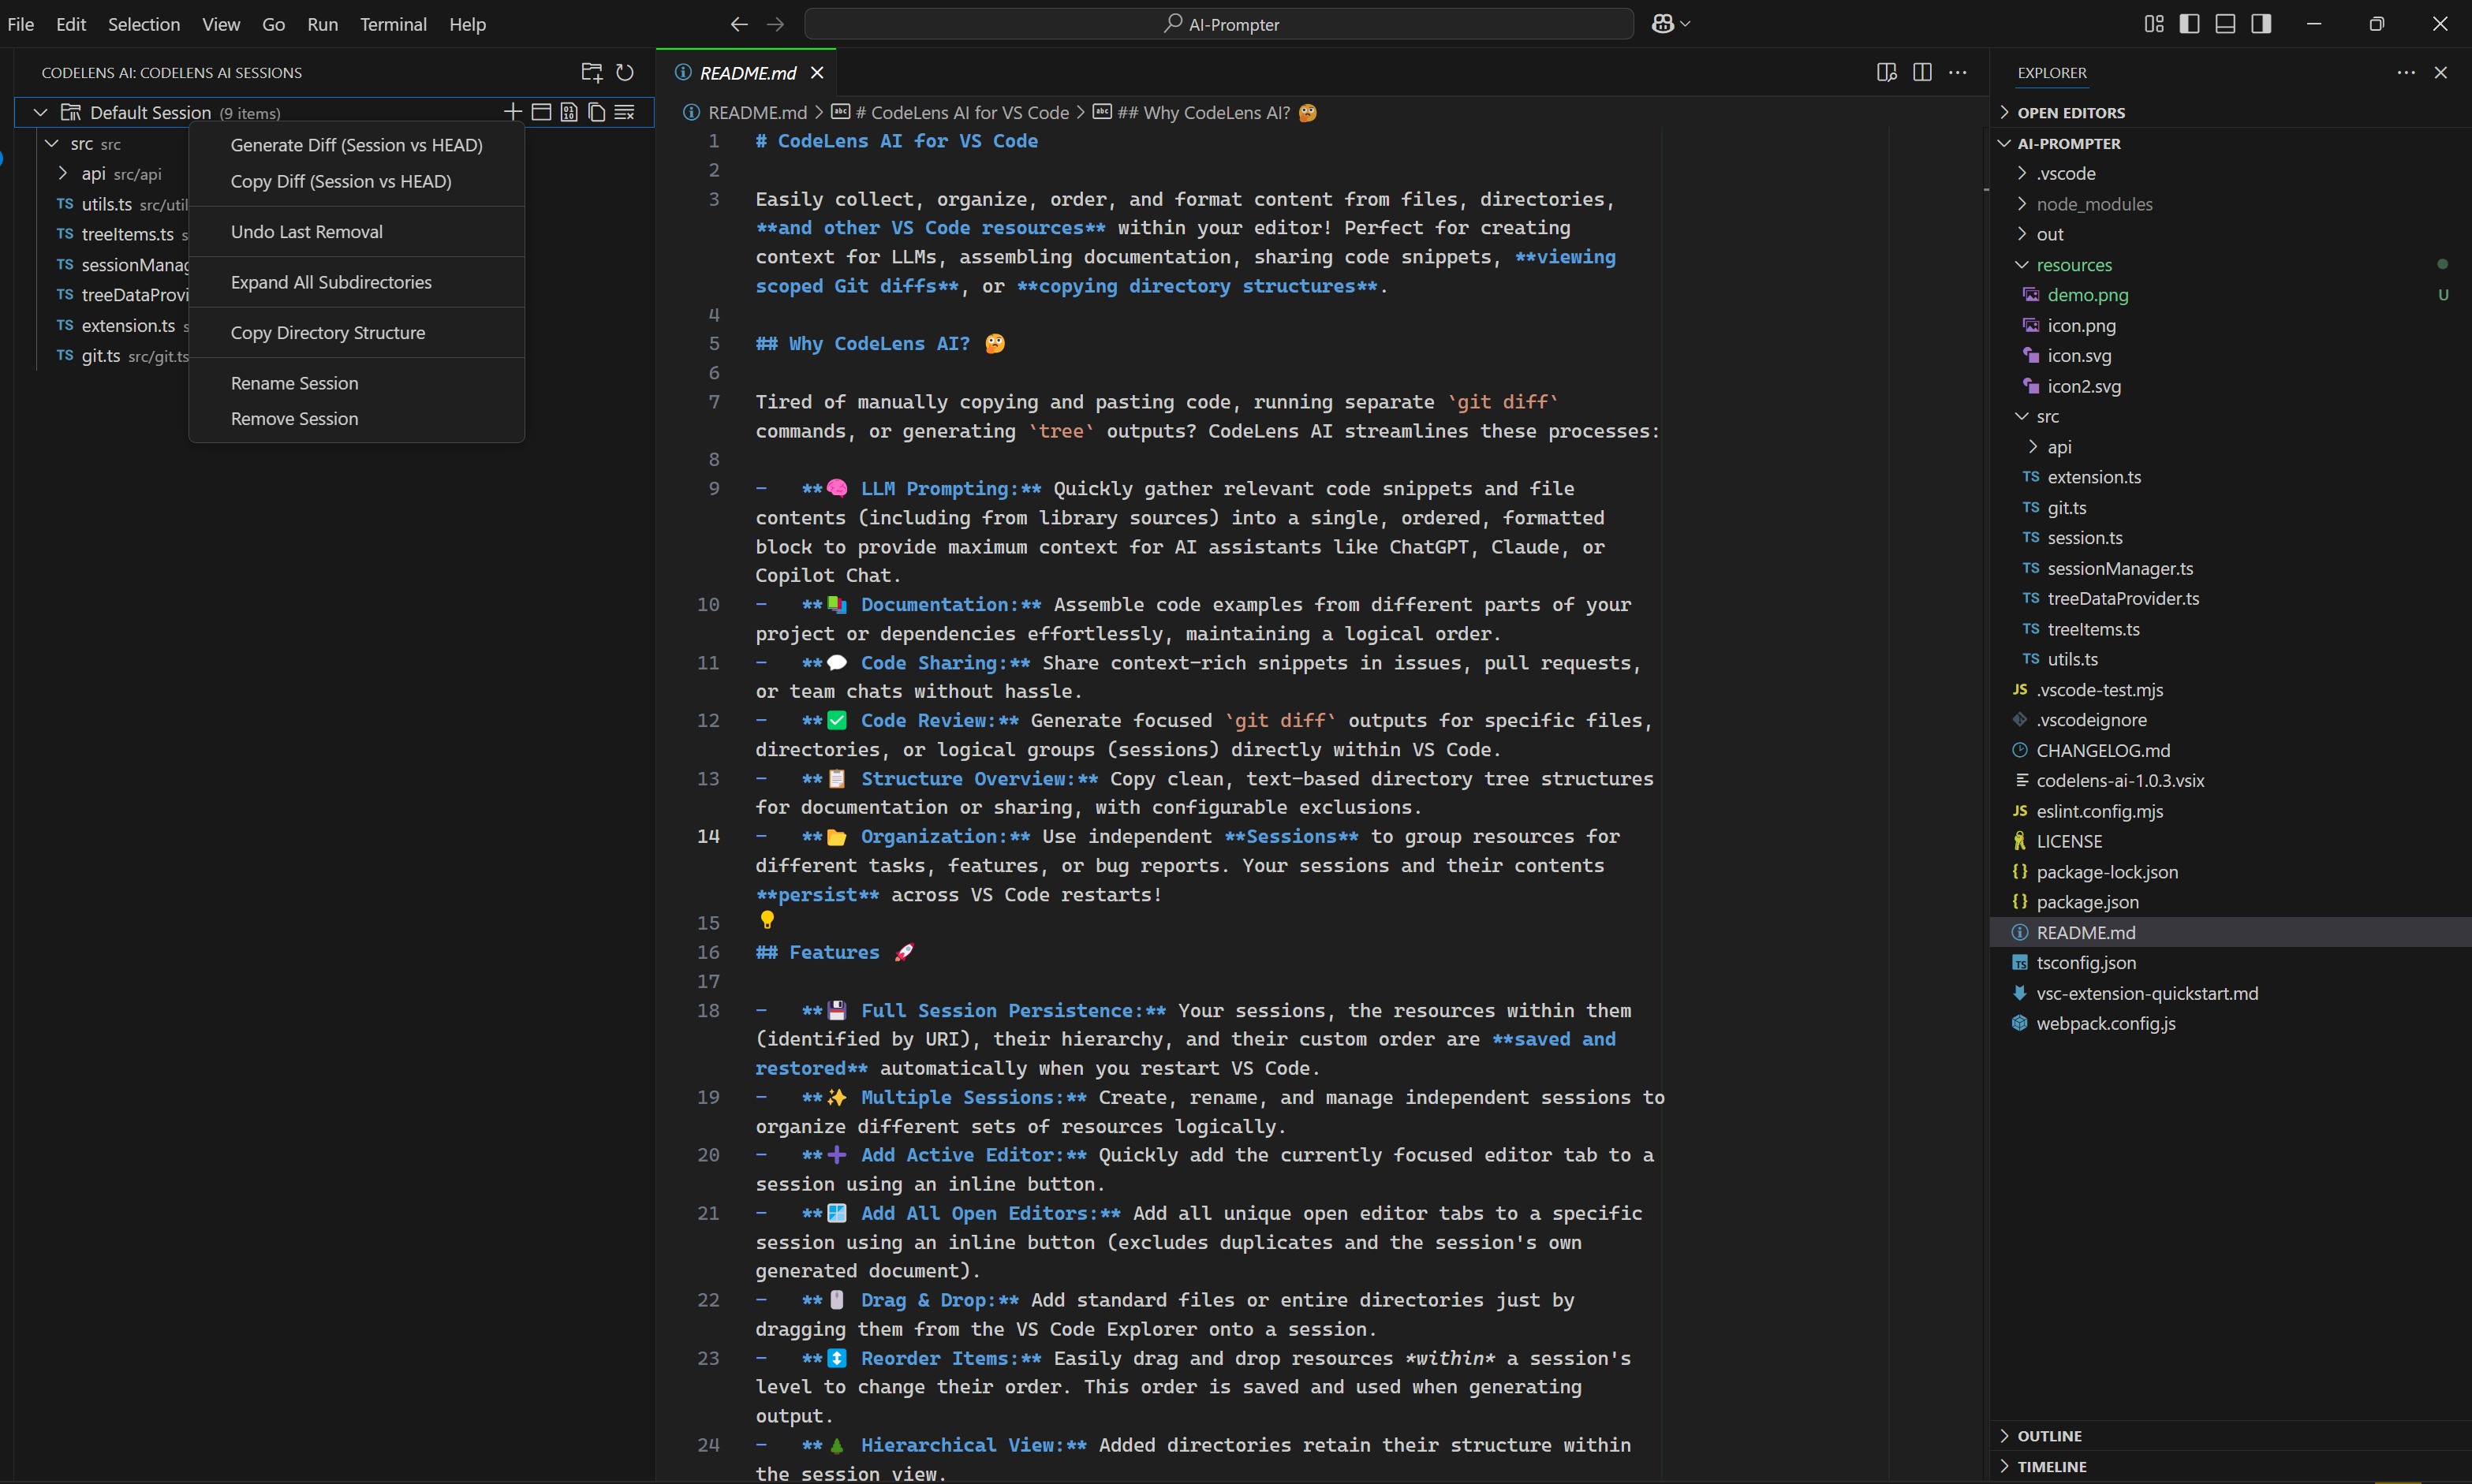 File Edit Selection View Go Run Terminal Help
AI-Prompter
CODELENS AI: CODELENS AI SESSIONS
Default Session (9 items)
src src
api src/api
TS utils.ts src/util
TS treeItems.ts s
TS sessionManag
TS treeDataProvi
TS extension.ts s
TS git.ts src/git.ts
Generate Diff (Session vs HEAD)
Copy Diff (Session vs HEAD)
Undo Last Removal
Expand All Subdirectories
Copy Directory Structure
Rename Session
Remove Session
README.md
README.md > # CodeLens AI for VS Code > ## Why CodeLens AI? 🤔
1 # CodeLens AI for VS Code
2
3 Easily collect, organize, order, and format content from files, directories,
**and other VS Code resources** within your editor! Perfect for creating
context for LLMs, assembling documentation, sharing code snippets, **viewing
scoped Git diffs**, or **copying directory structures**.
4
5 ## Why CodeLens AI? 🤔
6
7 Tired of manually copying and pasting code, running separate `git diff`
commands, or generating `tree` outputs? CodeLens AI streamlines these processes:
8
9 - **🧠 LLM Prompting:** Quickly gather relevant code snippets and file
contents (including from library sources) into a single, ordered, formatted
block to provide maximum context for AI assistants like ChatGPT, Claude, or
Copilot Chat.
10 - **📚 Documentation:** Assemble code examples from different parts of your
project or dependencies effortlessly, maintaining a logical order.
11 - **💬 Code Sharing:** Share context-rich snippets in issues, pull requests,
or team chats without hassle.
12 - **✅ Code Review:** Generate focused `git diff` outputs for specific files,
directories, or logical groups (sessions) directly within VS Code.
13 - **📋 Structure Overview:** Copy clean, text-based directory tree structures
for documentation or sharing, with configurable exclusions.
14 - **📂 Organization:** Use independent **Sessions** to group resources for
different tasks, features, or bug reports. Your sessions and their contents
**persist** across VS Code restarts!
15
16 ## Features 🚀
17
18 - **💾 Full Session Persistence:** Your sessions, the resources within them
(identified by URI), their hierarchy, and their custom order are **saved and
restored** automatically when you restart VS Code.
19 - **✨ Multiple Sessions:** Create, rename, and manage independent sessions to
organize different sets of resources logically.
20 - **➕ Add Active Editor:** Quickly add the currently focused editor tab to a
session using an inline button.
21 - **🪟 Add All Open Editors:** Add all unique open editor tabs to a specific
session using an inline button (excludes duplicates and the session's own
generated document).
22 - **🖱️ Drag & Drop:** Add standard files or entire directories just by
dragging them from the VS Code Explorer onto a session.
23 - **↕️ Reorder Items:** Easily drag and drop resources *within* a session's
level to change their order. This order is saved and used when generating
output.
24 - **🌲 Hierarchical View:** Added directories retain their structure within
the session view.
EXPLORER
OPEN EDITORS
AI-PROMPTER
.vscode
node_modules
out
resources
demo.png U
icon.png
icon.svg
icon2.svg
src
api
TS extension.ts
TS git.ts
TS session.ts
TS sessionManager.ts
TS treeDataProvider.ts
TS treeItems.ts
TS utils.ts
JS .vscode-test.mjs
.vscodeignore
CHANGELOG.md
codelens-ai-1.0.3.vsix
JS eslint.config.mjs
LICENSE
{} package-lock.json
{} package.json
README.md
TS tsconfig.json
vsc-extension-quickstart.md
webpack.config.js
OUTLINE
TIMELINE